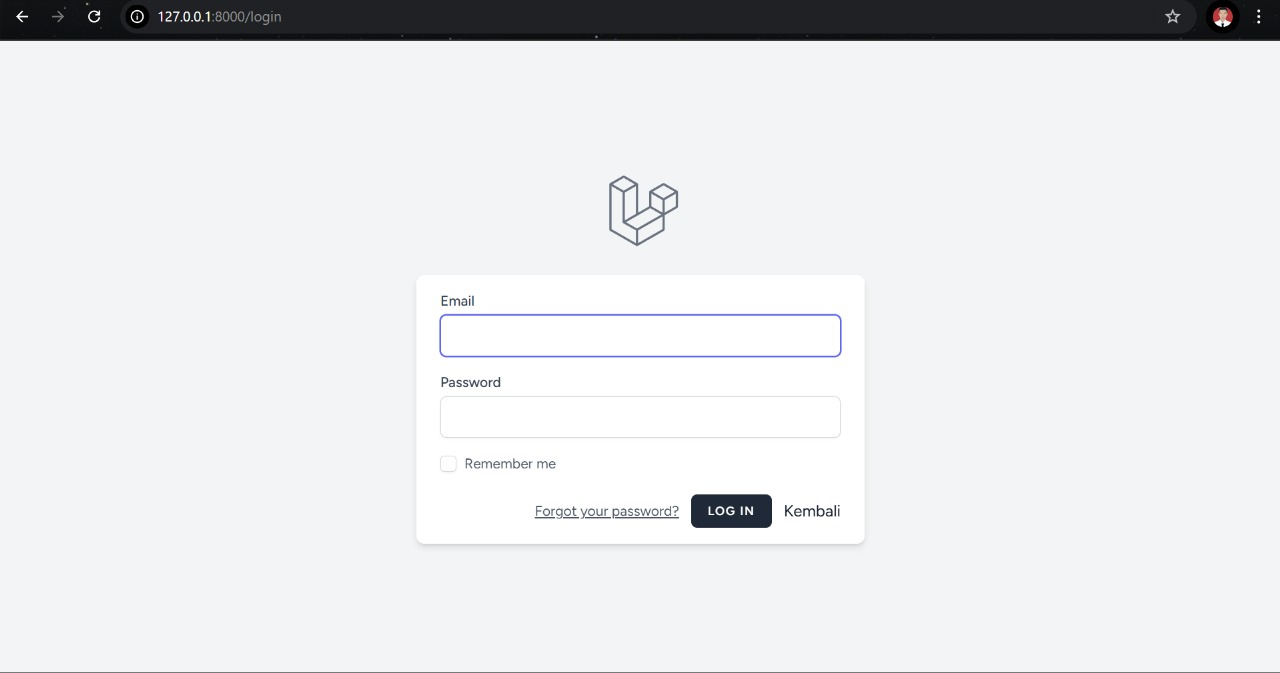 127.0.0.1:8000/login
Email
Password
Remember me
Forgot your password? LOG IN Kembali